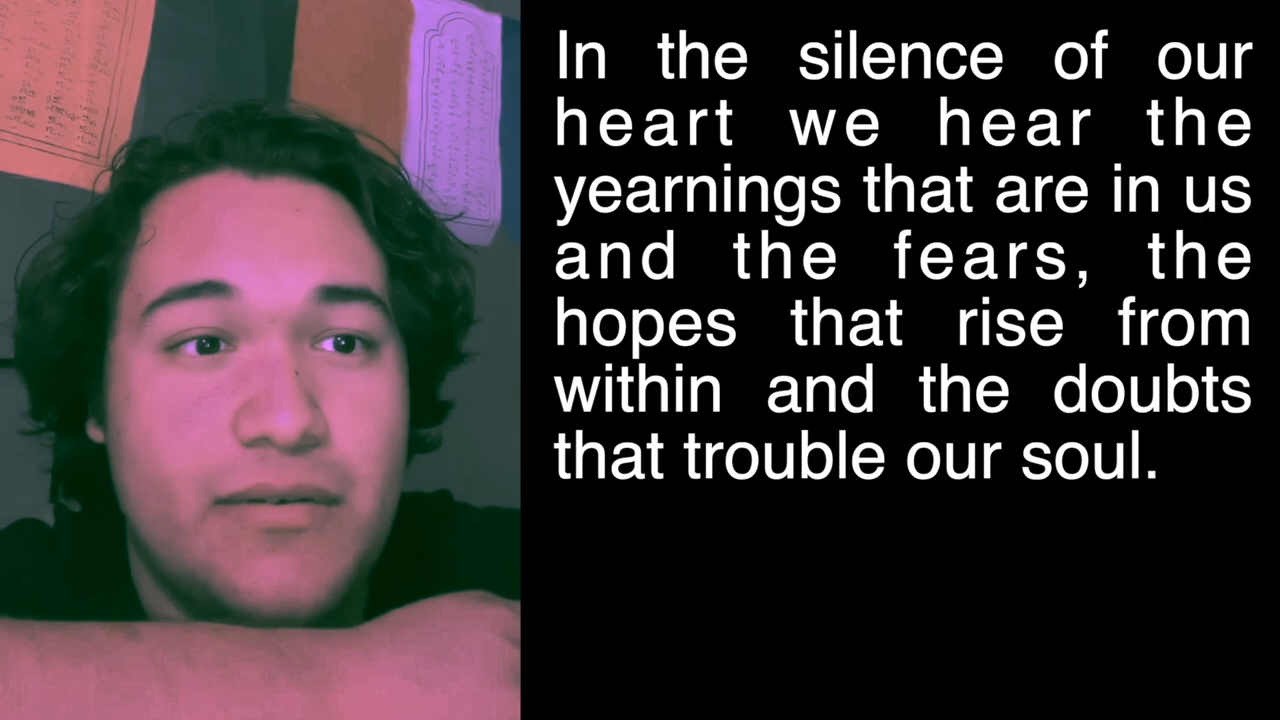 In the silence of our
heart we hear the
yearnings that are in us
and the fears, the
hopes that rise from
within and the doubts
that trouble our soul.